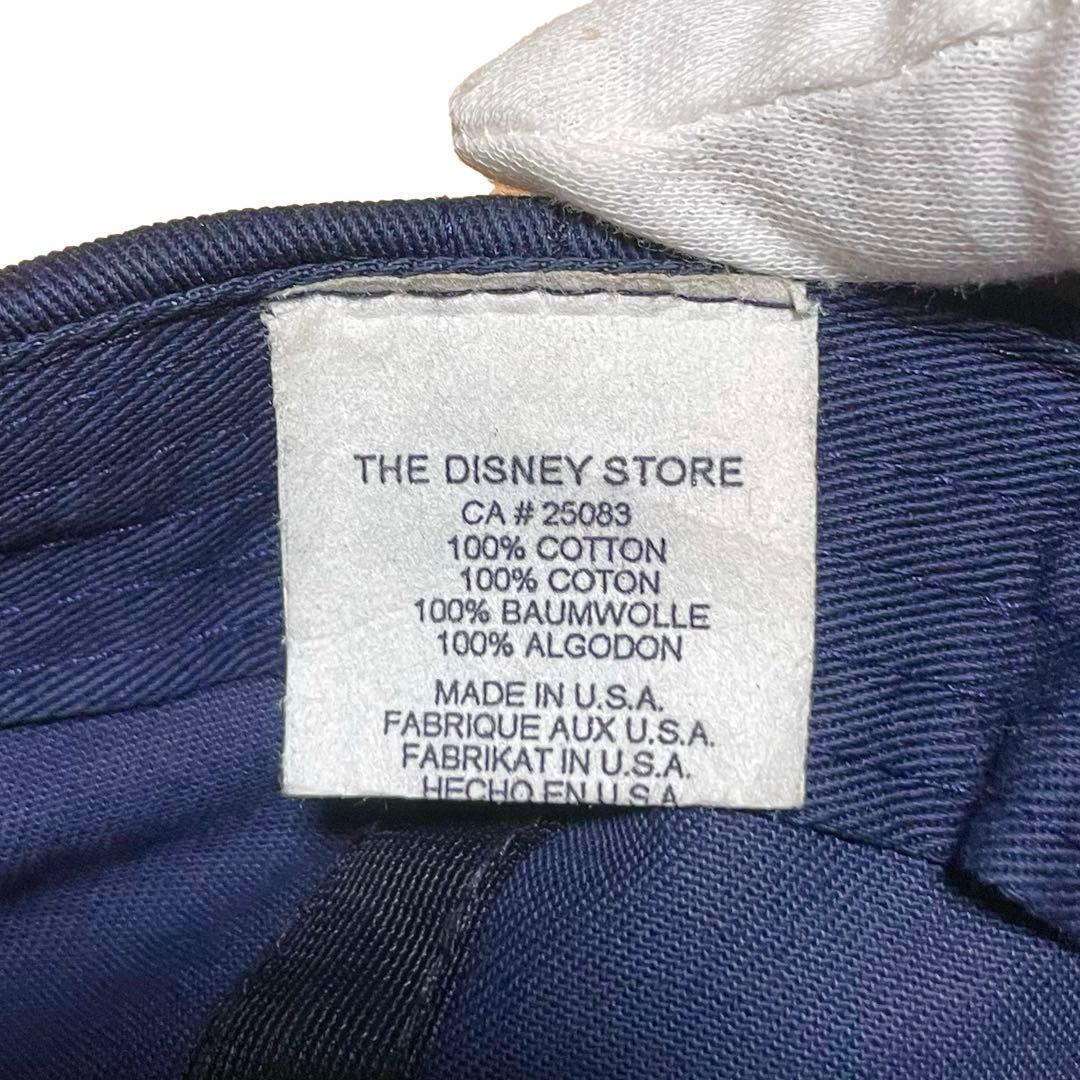 THE DISNEY STORE
CA # 25083
100% COTTON
100% COTON
100% BAUMWOLLE
100% ALGODON
MADE IN U.S.A.
FABRIQUE AUX U.S.A.
FABRIKAT IN U.S.A.
HECHO EN U.S.A.